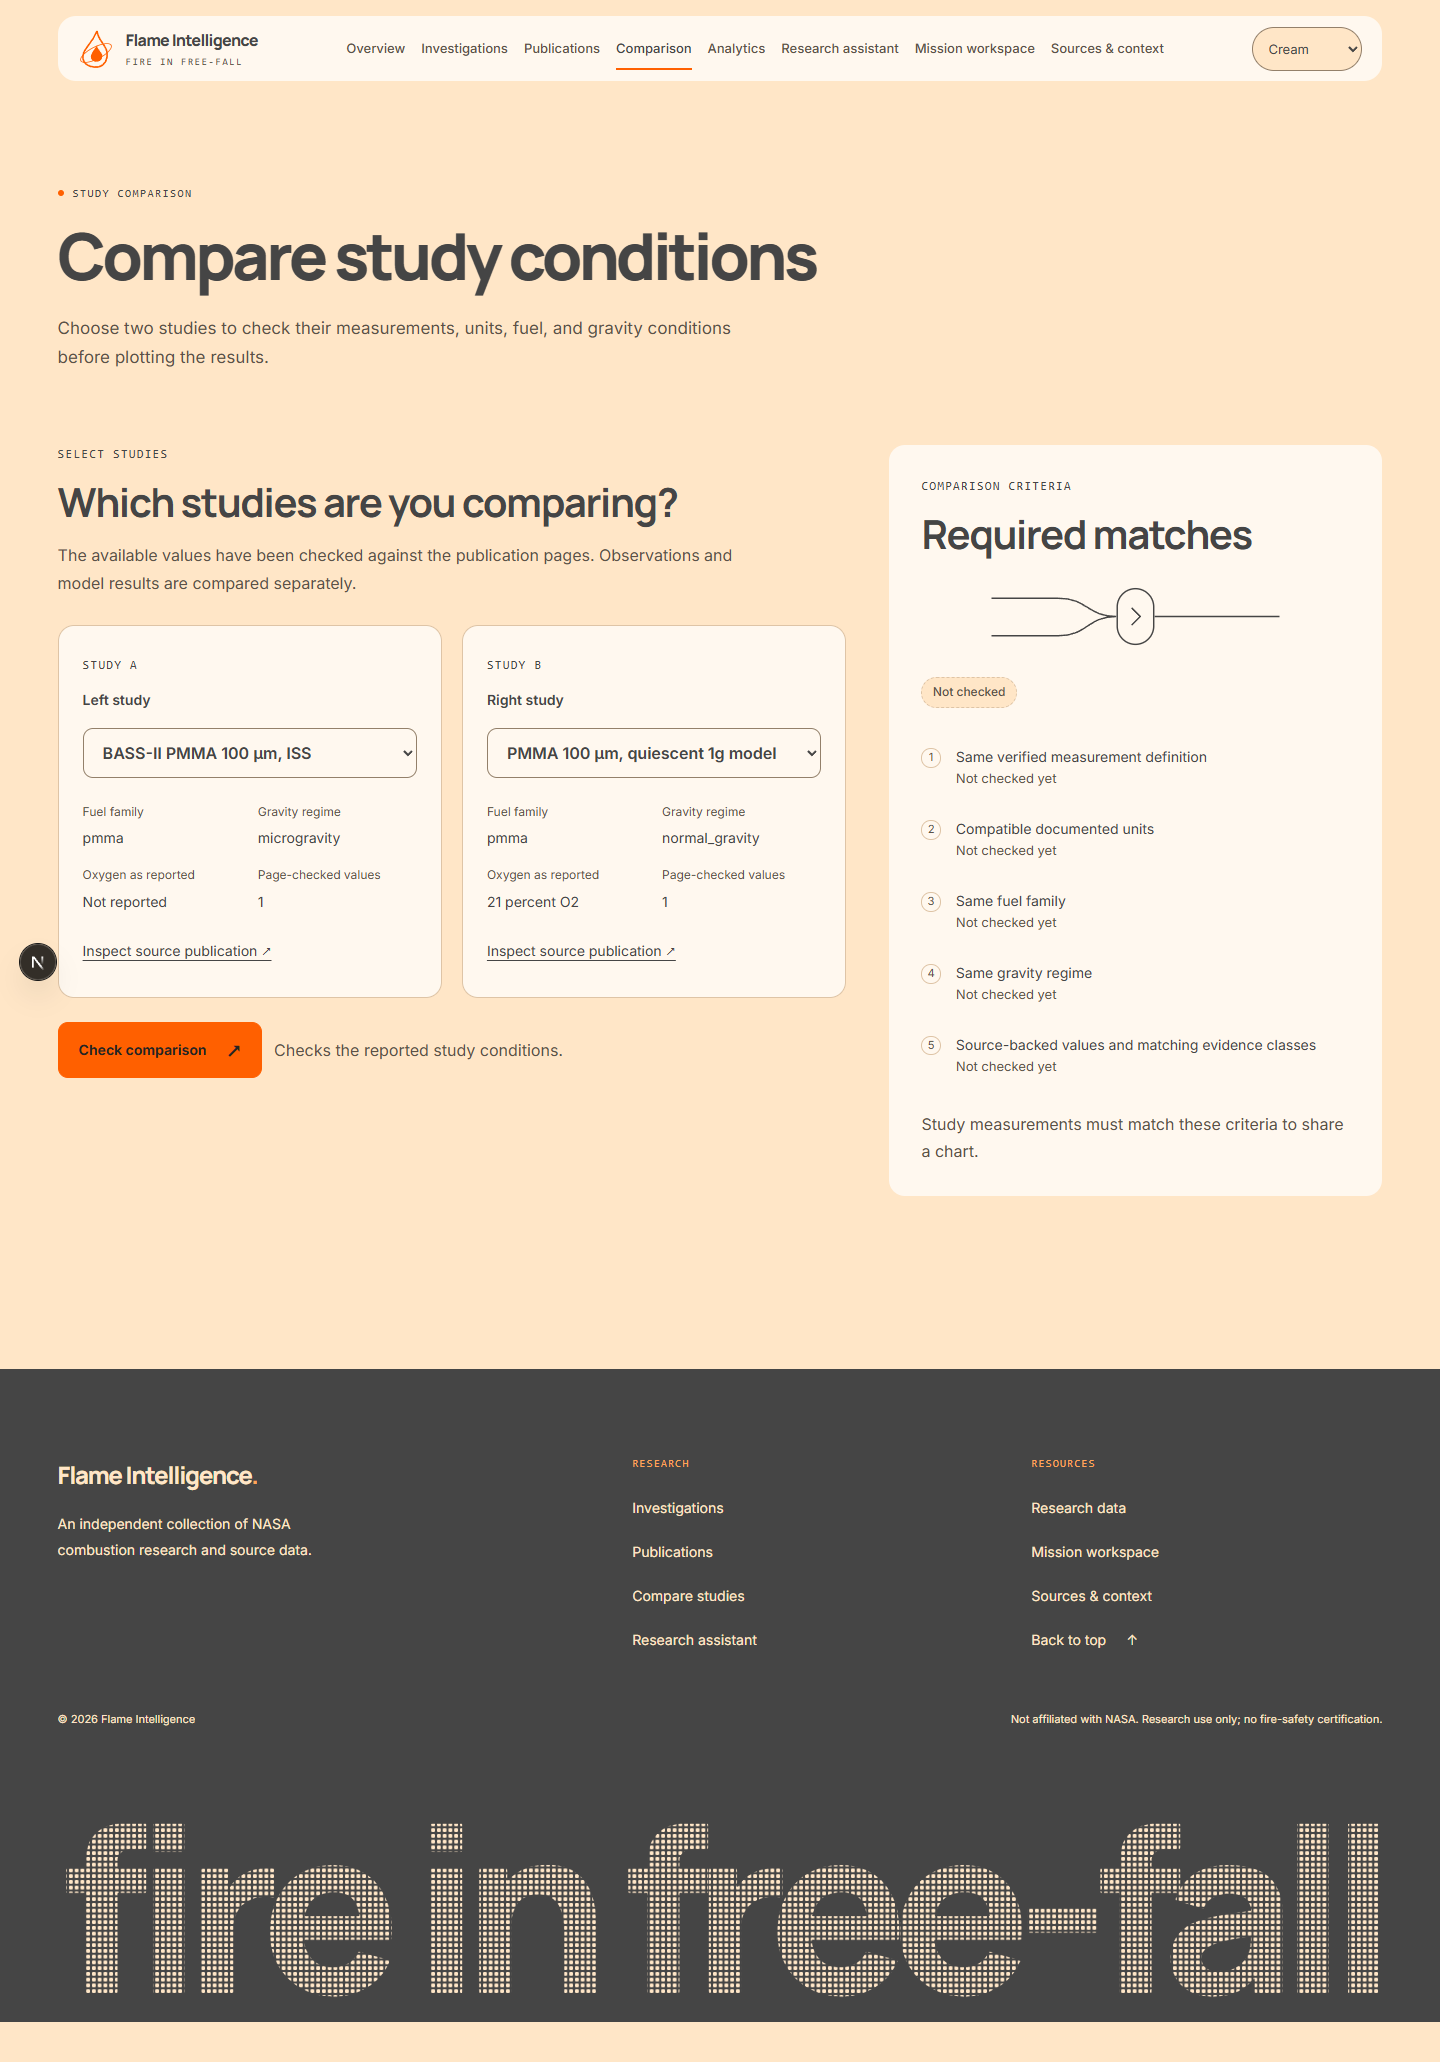 Flame Intelligence
FIRE IN FREE-FALL
Overview Investigations Publications Comparison Analytics Research assistant Mission workspace Sources & context
Cream
STUDY COMPARISON
Compare study conditions
Choose two studies to check their measurements, units, fuel, and gravity conditions
before plotting the results.
SELECT STUDIES
Which studies are you comparing?
The available values have been checked against the publication pages. Observations and
model results are compared separately.
STUDY A
Left study
BASS-II PMMA 100 µm, ISS
Fuel family Gravity regime
pmma microgravity
Oxygen as reported Page-checked values
Not reported 1
Inspect source publication ↗
STUDY B
Right study
PMMA 100 µm, quiescent 1g model
Fuel family Gravity regime
pmma normal_gravity
Oxygen as reported Page-checked values
21 percent O2 1
Inspect source publication ↗
N
Check comparison ↗
Checks the reported study conditions.
COMPARISON CRITERIA
Required matches
Not checked
1 Same verified measurement definition
Not checked yet
2 Compatible documented units
Not checked yet
3 Same fuel family
Not checked yet
4 Same gravity regime
Not checked yet
5 Source-backed values and matching evidence classes
Not checked yet
Study measurements must match these criteria to share
a chart.
Flame Intelligence.
An independent collection of NASA
combustion research and source data.
RESEARCH
Investigations
Publications
Compare studies
Research assistant
RESOURCES
Research data
Mission workspace
Sources & context
Back to top ↑
© 2026 Flame Intelligence
Not affiliated with NASA. Research use only; no fire-safety certification.
fire in free-fall